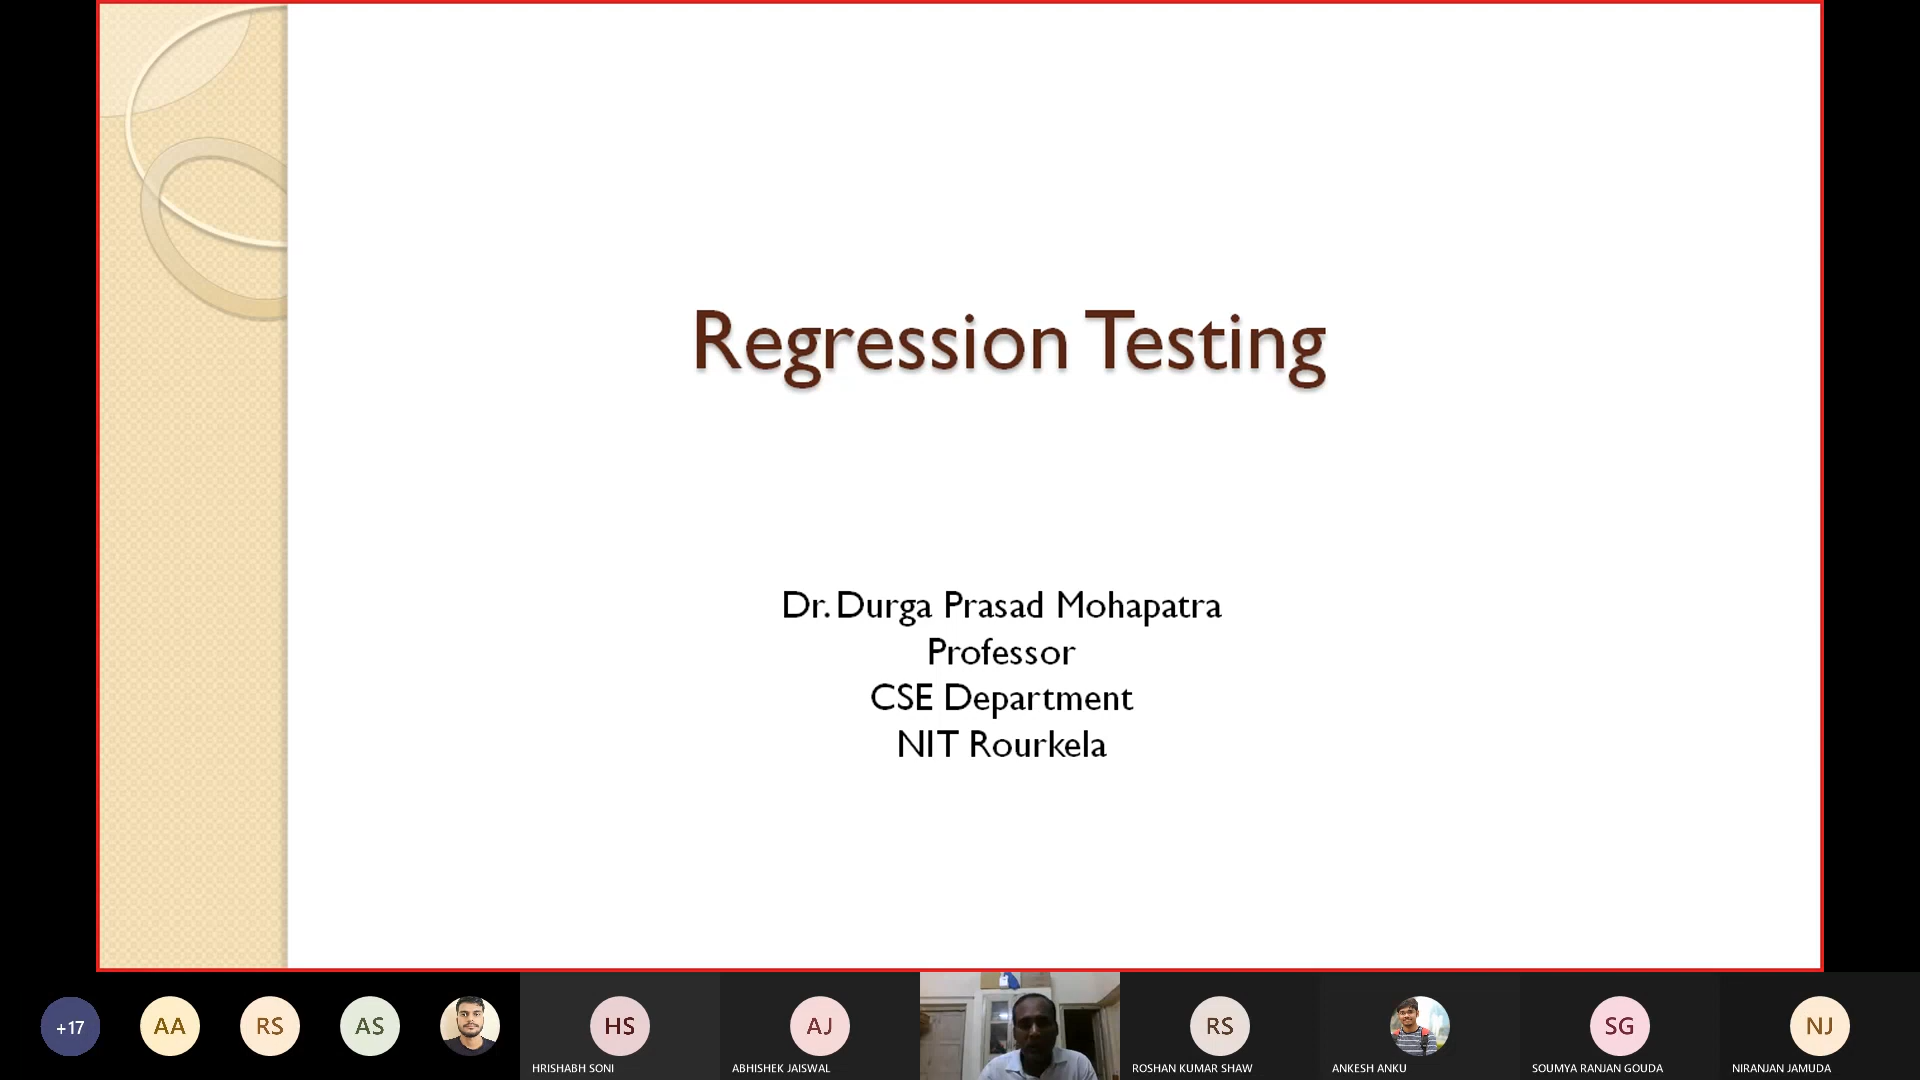 Regression Testing
Dr. Durga Prasad Mohapatra
Professor
CSE Department
NIT Rourkela
+17
AA
RS
AS
HS
AJ
RS
SG
NJ
HRISHABH SONI
ABHISHEK JAISWAL
ROSHAN KUMAR SHAW
ANKESH ANKU
SOUMYA RANJAN GOUDA
NIRANJAN JAMUDA